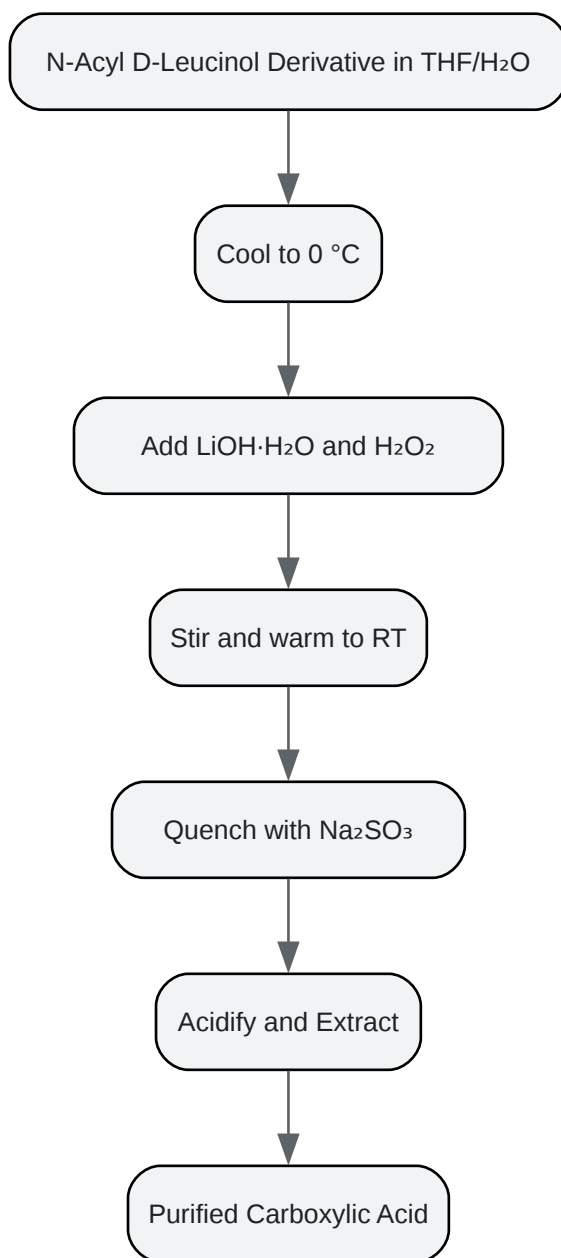 N-Acyl D-Leucinol Derivative in THF/H₂O
Cool to 0 °C
Add LiOH·H₂O and H₂O₂
Stir and warm to RT
Quench with Na₂SO₃
Acidify and Extract
Purified Carboxylic Acid